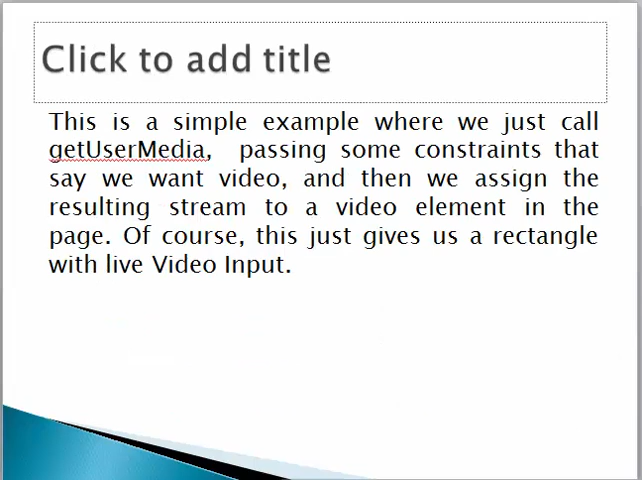 Click to add title
This is a simple example where we just call
getUserMedia, passing some constraints that
say we want video, and then we assign the
resulting stream to a video element in the
page. Of course, this just gives us a rectangle
with live Video Input.